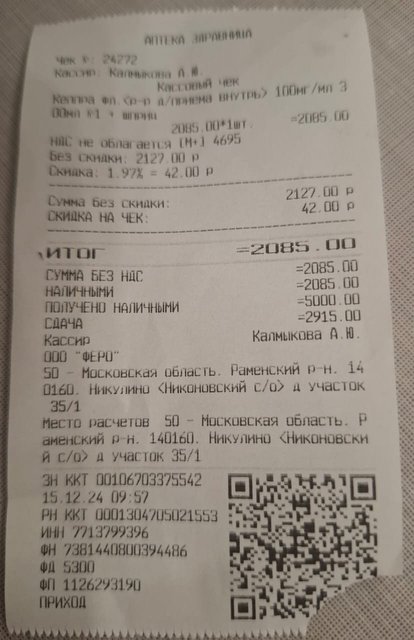 АПТЕКА ЗДРАВНИЦА
Чек №: 24772
Кассир: Калмыкова А.Ю.
Кассовый чек
Кеппра фл <р-р д/приема внутрь> 100мг/мл 3
00мл №1 + шприц
2085.00*1шт. =2085.00
НДС не облагается [М+] 4695
Без скидки: 2127.00 р
Скидка: 1.97% = 42.00 р
Сумма без скидки: 2127.00 р
СКИДКА НА ЧЕК: 42.00 р
ИТОГ =2085.00
СУММА БЕЗ НДС =2085.00
НАЛИЧНЫМИ =2085.00
ПОЛУЧЕНО НАЛИЧНЫМИ =5000.00
СДАЧА =2915.00
Кассир Калмыкова А.Ю.
ООО "ФЕРО"
50 - Московская область. Раменский р-н. 14
0160. Никулино <Никоновский с/о> д участок
35/1
Место расчетов 50 - Московская область. Р
аменский р-н. 140160. Никулино <Никоновски
й с/о> д участок 35/1
ЗН ККТ 00106703375542
15.12.24 09:57
РН ККТ 0001304705021553
ИНН 7713799396
ФН 7381440800394486
ФД 5300
ФП 1126293190
ПРИХОД